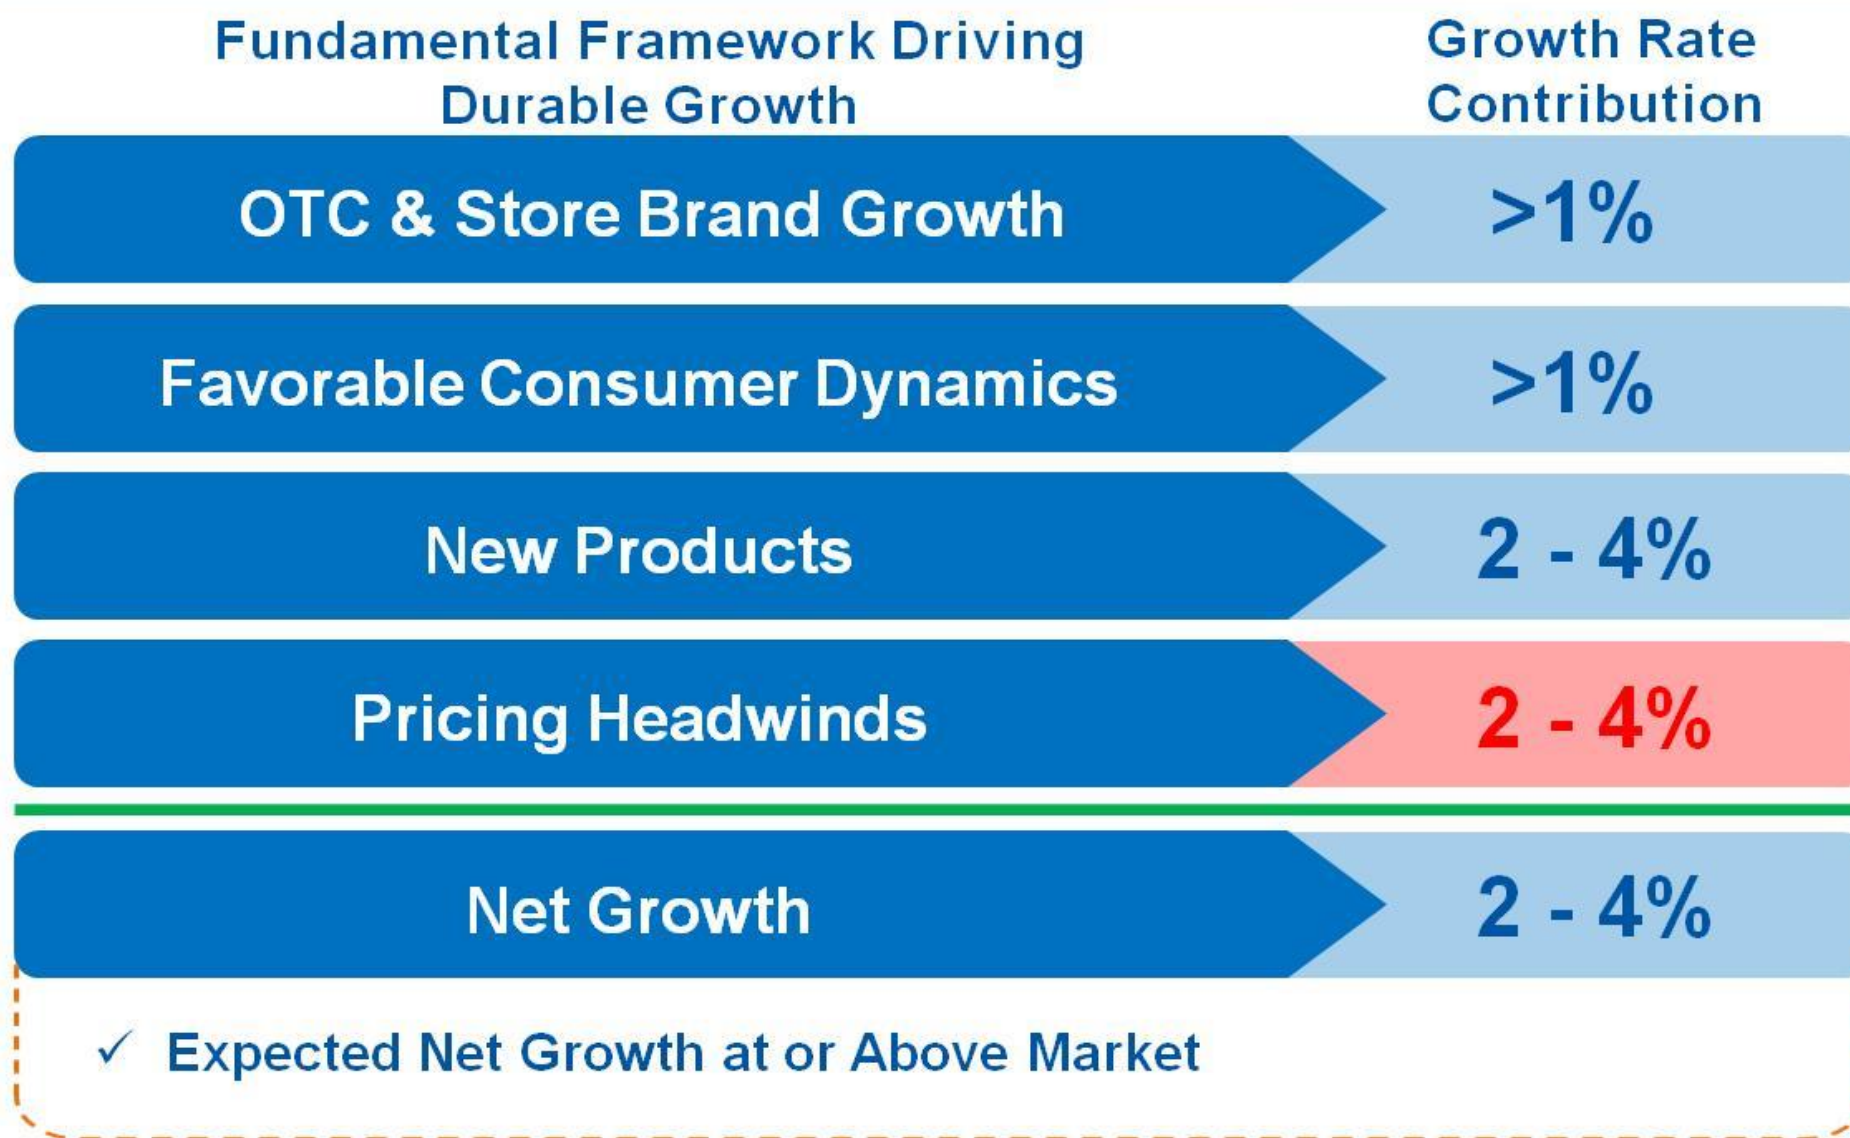 Fundamental Framework Driving
Durable Growth
Growth Rate
Contribution
OTC & Store Brand Growth
>1%
Favorable Consumer Dynamics
>1%
New Products
2 - 4%
Pricing Headwinds
2 - 4%
Net Growth
2 - 4%
✓ Expected Net Growth at or Above Market